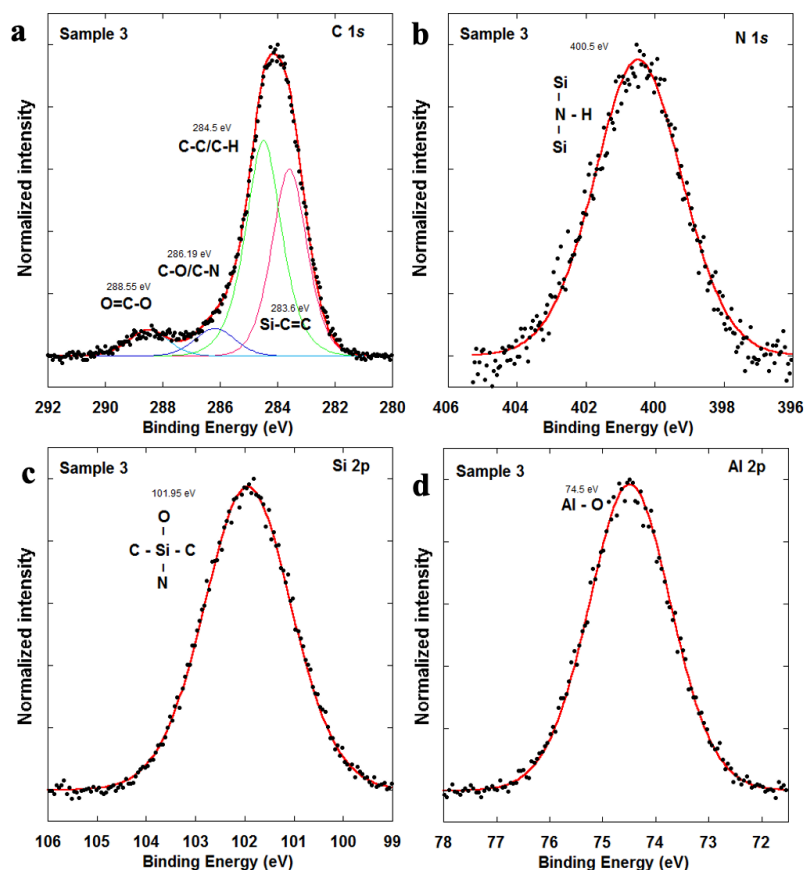 a
Sample 3
C 1s
284.5 eV
C-C/C-H
286.19 eV
C-O/C-N
288.55 eV
O=C-O
283.6 eV
Si-C=C
Normalized intensity
292 290 288 286 284 282 280
Binding Energy (eV)
b
Sample 3
N 1s
400.5 eV
Si
N - H
Si
Normalized intensity
406 404 402 400 398 396
Binding Energy (eV)
c
Sample 3
Si 2p
101.95 eV
O
C - Si - C
N
Normalized intensity
106 105 104 103 102 101 100 99
Binding Energy (eV)
d
Sample 3
Al 2p
74.5 eV
Al - O
Normalized intensity
78 77 76 75 74 73 72
Binding Energy (eV)